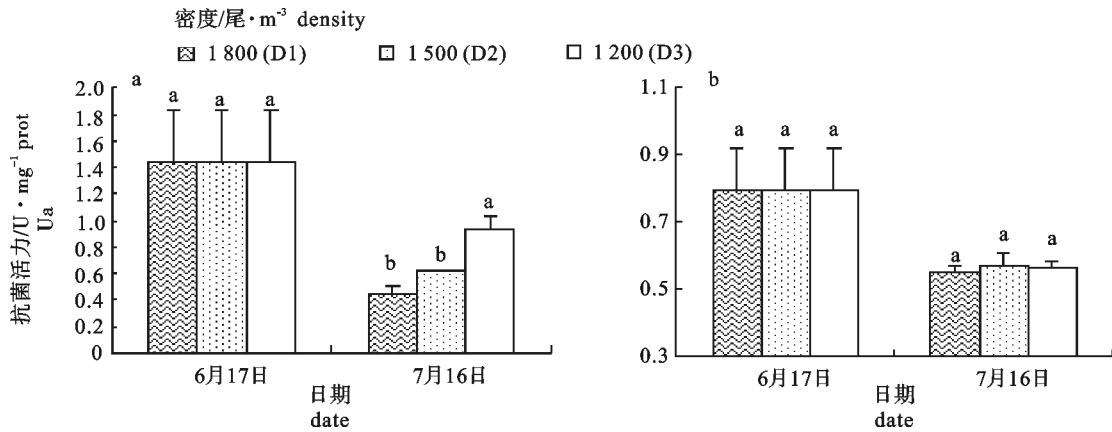 密度/尾·m⁻³ density
1 800 (D1) 1 500 (D2) 1 200 (D3)
抗菌活力/U·mg⁻¹ prot
Ua
a
2.0
1.8
1.6
1.4
1.2
1.0
0.8
0.6
0.4
0.2
0
a a a
b b a
6月17日 7月16日
日期
date
b
1.1
0.9
0.7
0.5
0.3
a a a
a a a
6月17日 7月16日
日期
date